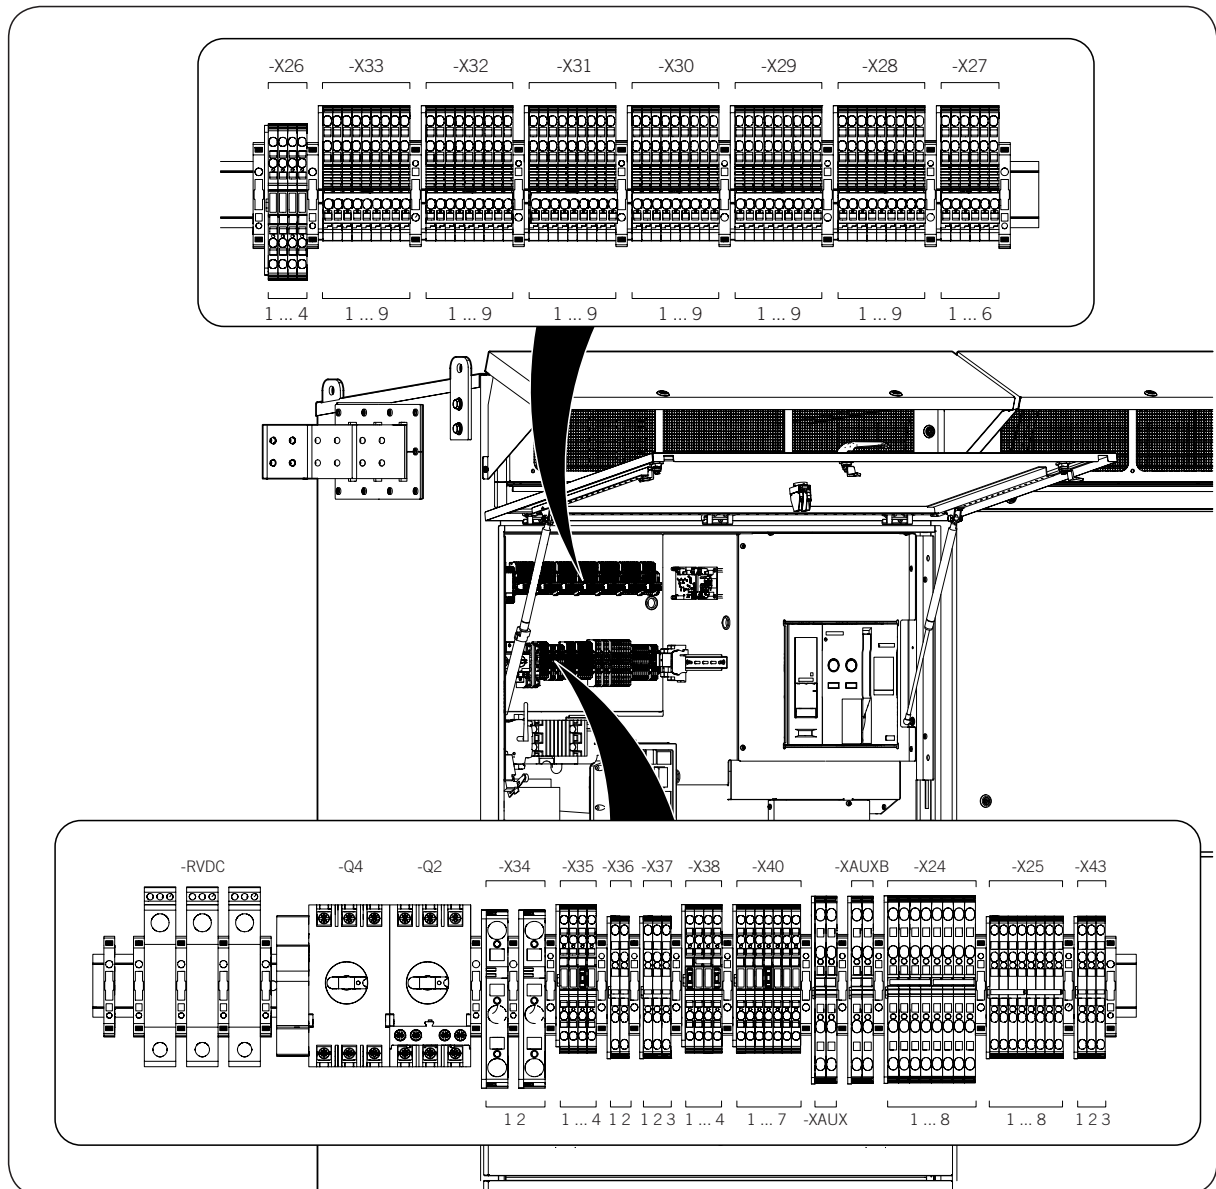 -X26 -X33 -X32 -X31 -X30 -X29 -X28 -X27
1 ... 4 1 ... 9 1 ... 9 1 ... 9 1 ... 9 1 ... 9 1 ... 9 1 ... 6
-RVDC -Q4 -Q2 -X34 -X35 -X36 -X37 -X38 -X40 -XAUXB -X24 -X25 -X43
1 2 1 ... 4 1 2 1 2 3 1 ... 4 1 ... 7 -XAUX 1 ... 8 1 ... 8 1 2 3